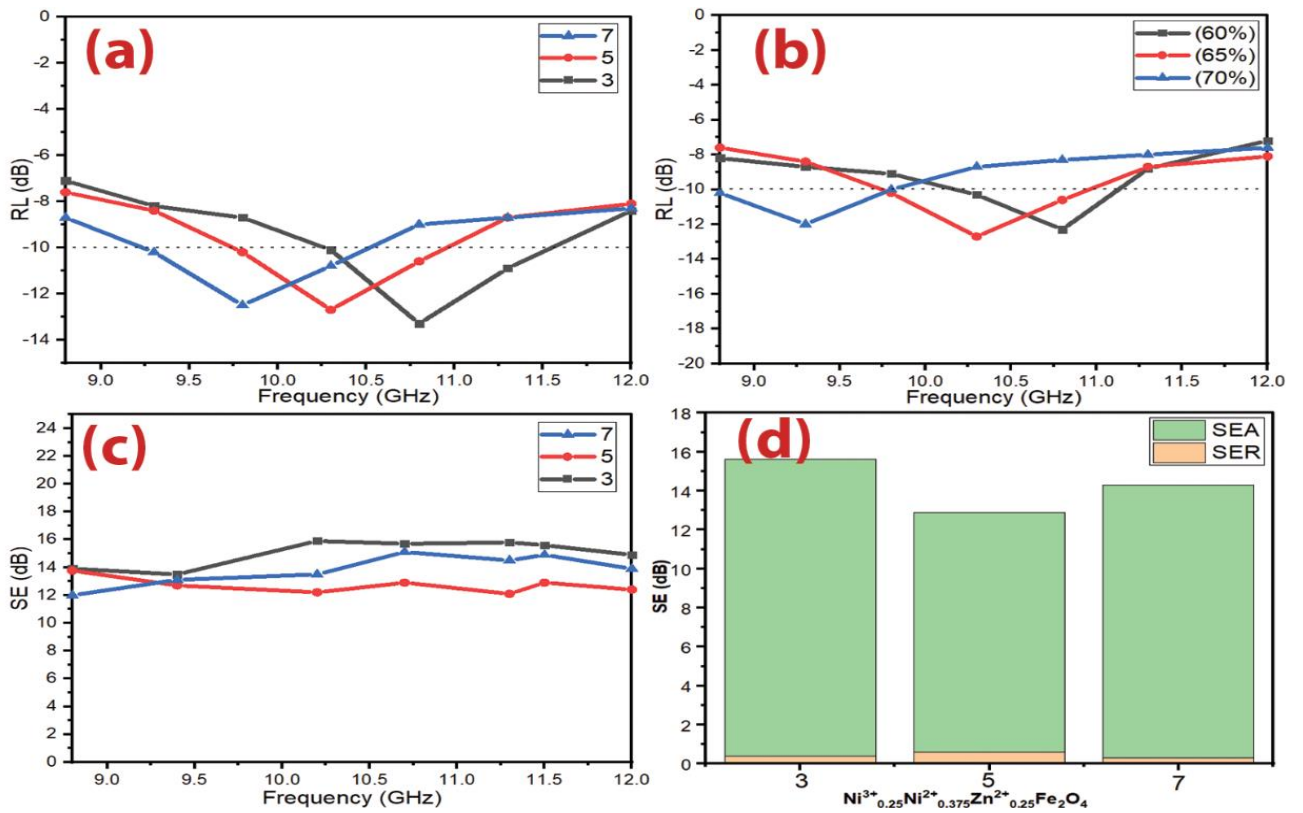 (a)
7
5
3
0
-2
-4
-6
-8
-10
-12
-14
RL (dB)
9.0 9.5 10.0 10.5 11.0 11.5 12.0
Frequency (GHz)
(b)
(60%)
(65%)
(70%)
0
-2
-4
-6
-8
-10
-12
-14
-16
-18
-20
RL (dB)
9.0 9.5 10.0 10.5 11.0 11.5 12.0
Frequency (GHz)
(c)
7
5
3
24
22
20
18
16
14
12
10
8
6
4
2
0
SE (dB)
9.0 9.5 10.0 10.5 11.0 11.5 12.0
Frequency (GHz)
(d)
SEA
SER
18
16
14
12
10
8
6
4
2
0
SE (dB)
3 5 7
Ni³⁺₀.₂₅Ni²⁺₀.₃₇₅Zn²⁺₀.₂₅Fe₂O₄